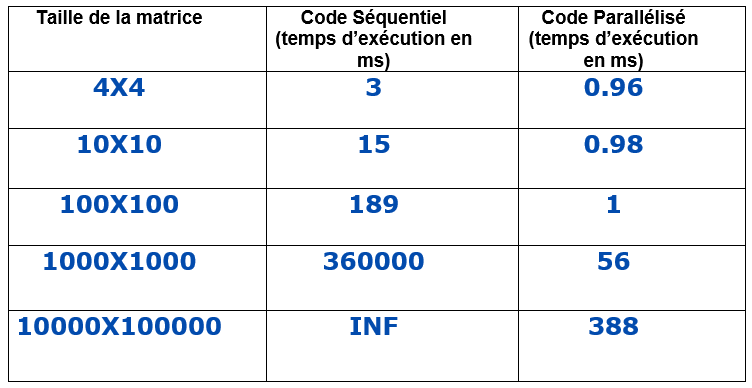 Taille de la matrice
Code Séquentiel
(temps d’exécution en
ms)
Code Parallélisé
(temps d’exécution
en ms)
4X4
3
0.96
10X10
15
0.98
100X100
189
1
1000X1000
360000
56
10000X100000
INF
388